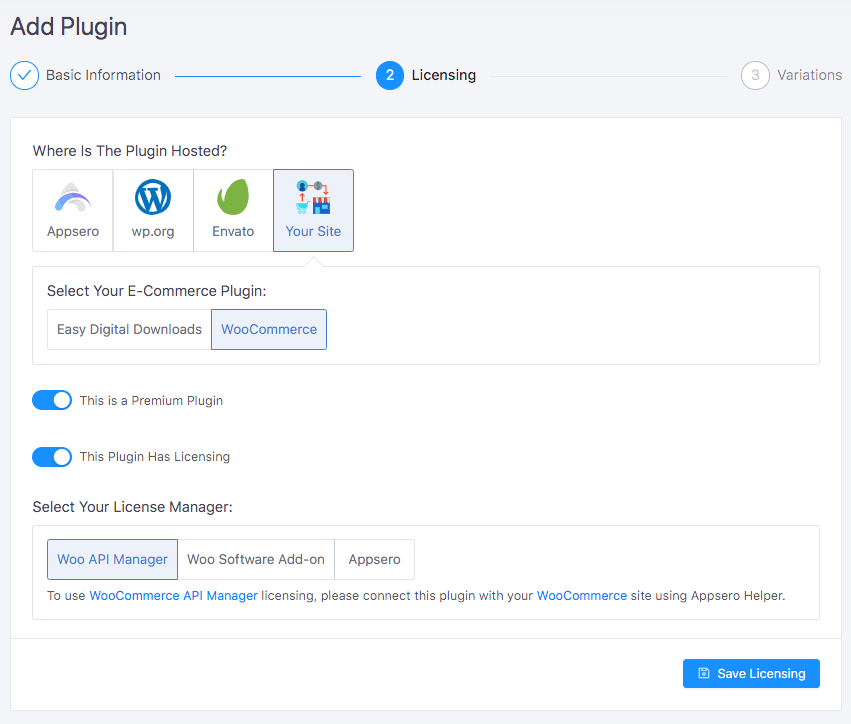 Add Plugin
Basic Information
2 Licensing
3 Variations
Where Is The Plugin Hosted?
Appsero
wp.org
Envato
Your Site
Select Your E-Commerce Plugin:
Easy Digital Downloads
WooCommerce
This is a Premium Plugin
This Plugin Has Licensing
Select Your License Manager:
Woo API Manager
Woo Software Add-on
Appsero
To use WooCommerce API Manager licensing, please connect this plugin with your WooCommerce site using Appsero Helper.
Save Licensing